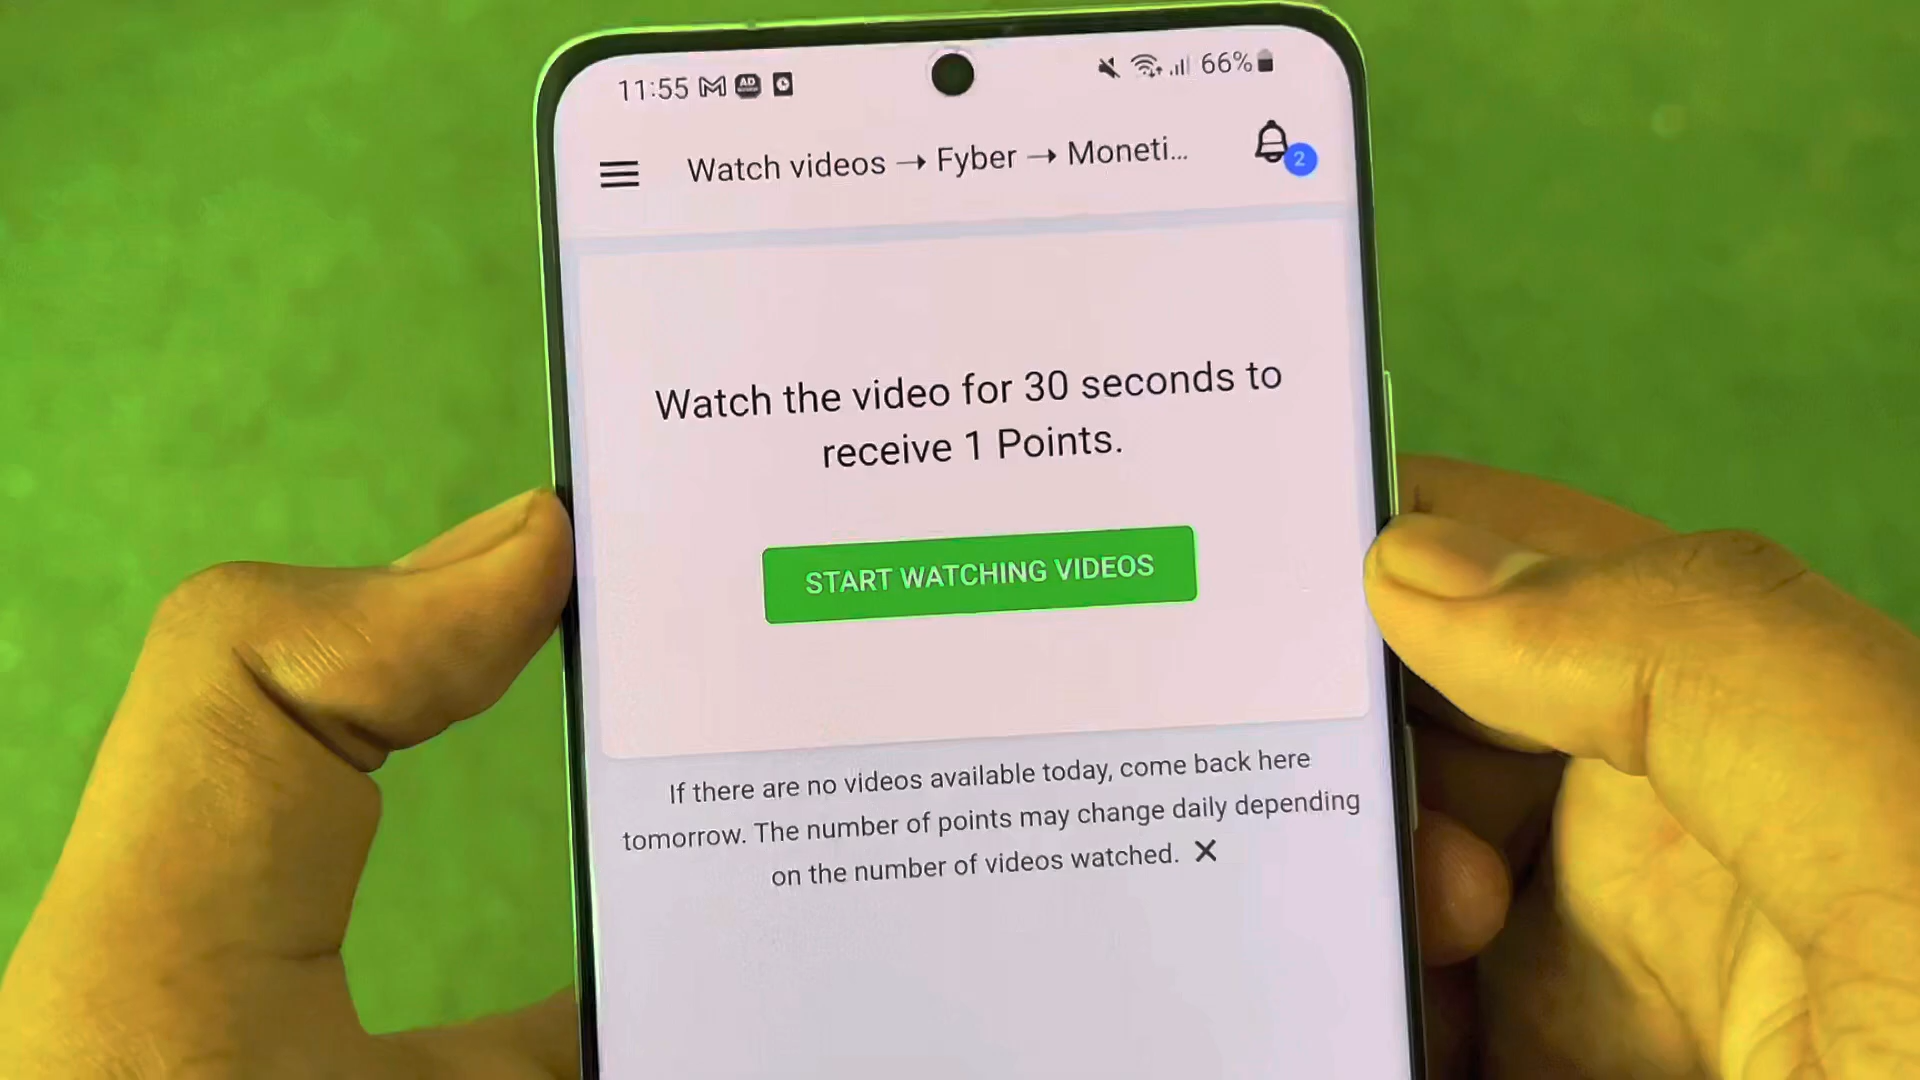 11:55 AD 66%
Watch videos → Fyber → Moneti...
2
Watch the video for 30 seconds to
receive 1 Points.
START WATCHING VIDEOS
If there are no videos available today, come back here
tomorrow. The number of points may change daily depending
on the number of videos watched. ✕